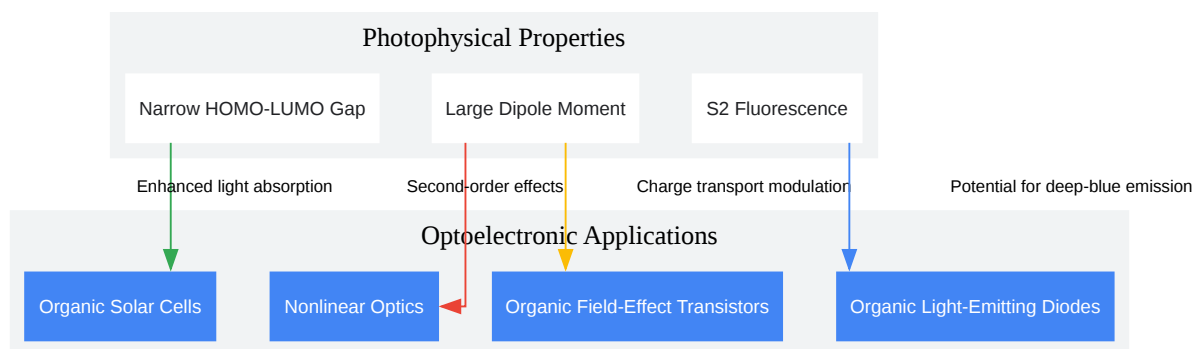 Photophysical Properties
Narrow HOMO-LUMO Gap
Large Dipole Moment
S2 Fluorescence
Enhanced light absorption
Second-order effects
Charge transport modulation
Potential for deep-blue emission
Optoelectronic Applications
Organic Solar Cells
Nonlinear Optics
Organic Field-Effect Transistors
Organic Light-Emitting Diodes